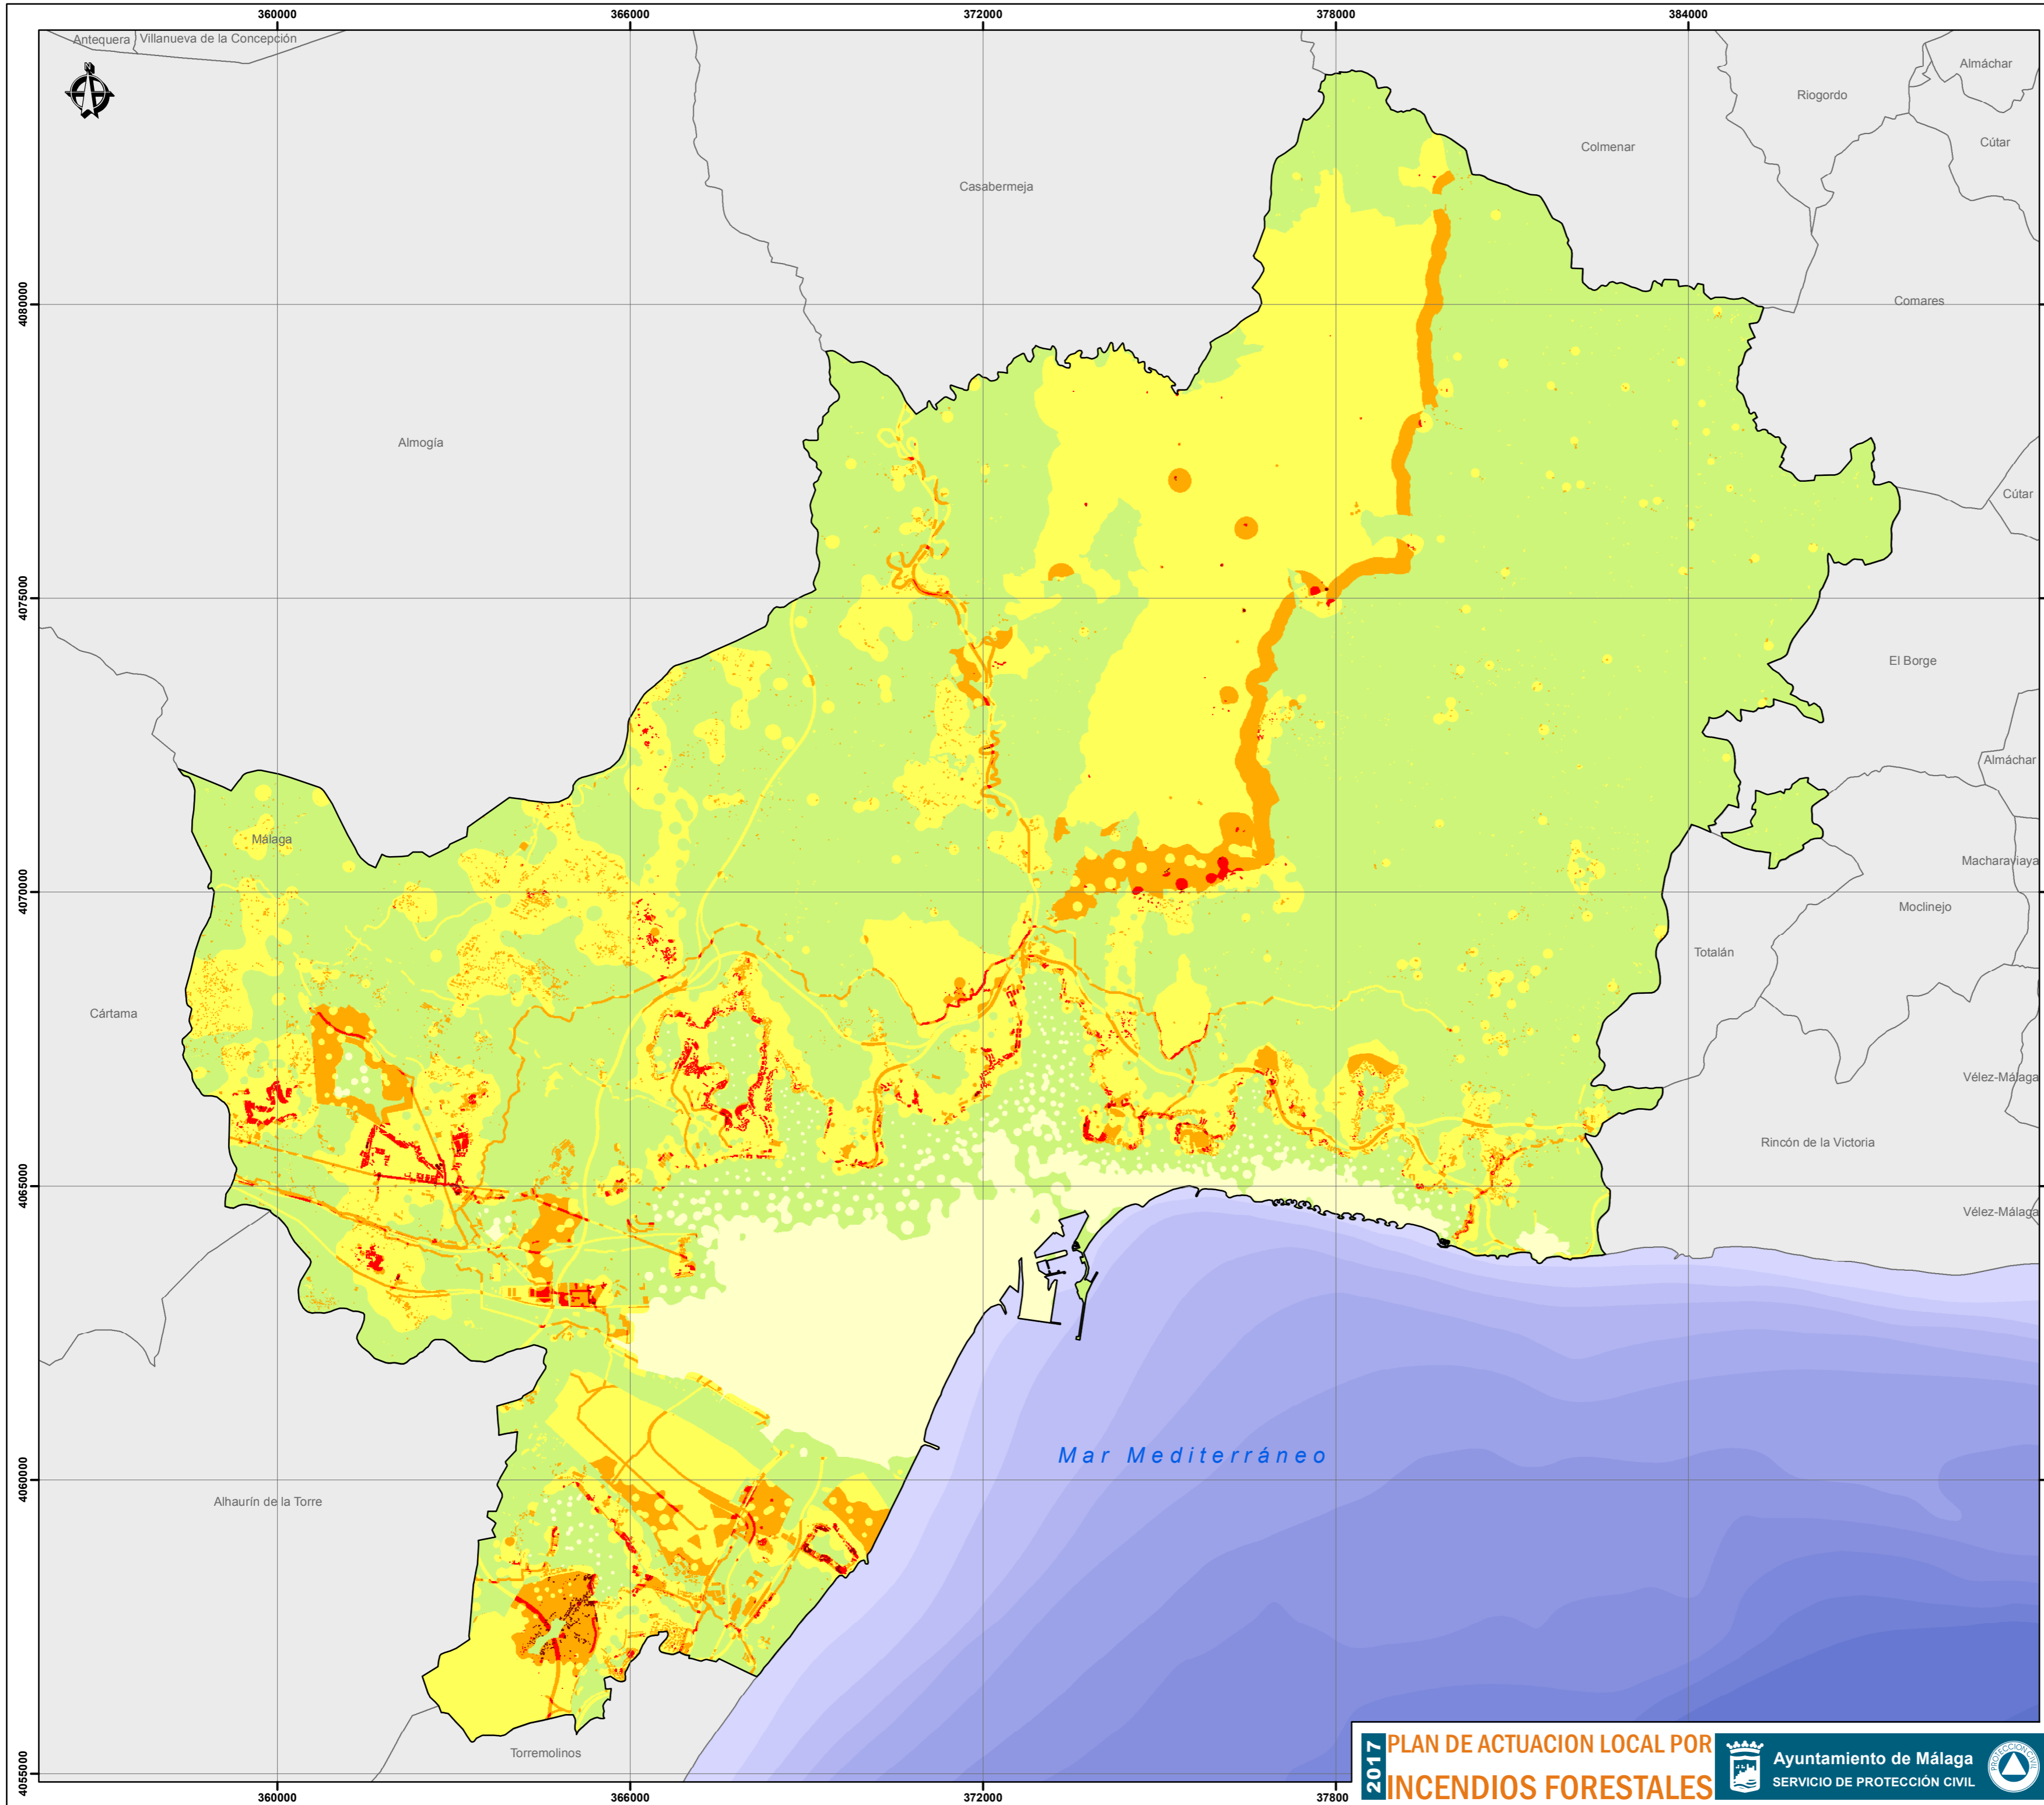 360000 366000 372000 378000 384000
Antequera Villanueva de la Concepción
Almáchar
Riogordo
Cútar
Colmenar
Casabermeja
4080000
Comares
Almogía
Cútar
4075000
El Borge
Almáchar
Málaga
Macharaviaya
4070000
Moclinejo
Totalán
Cártama
Vélez-Málaga
Rincón de la Victoria
4065000
Vélez-Málaga
Mar Mediterráneo
4060000
Alhaurín de la Torre
Torremolinos
4055000
2017
PLAN DE ACTUACION LOCAL POR
INCENDIOS FORESTALES
Ayuntamiento de Málaga
SERVICIO DE PROTECCIÓN CIVIL
PROTECCION CIVIL
360000 366000 372000 37800